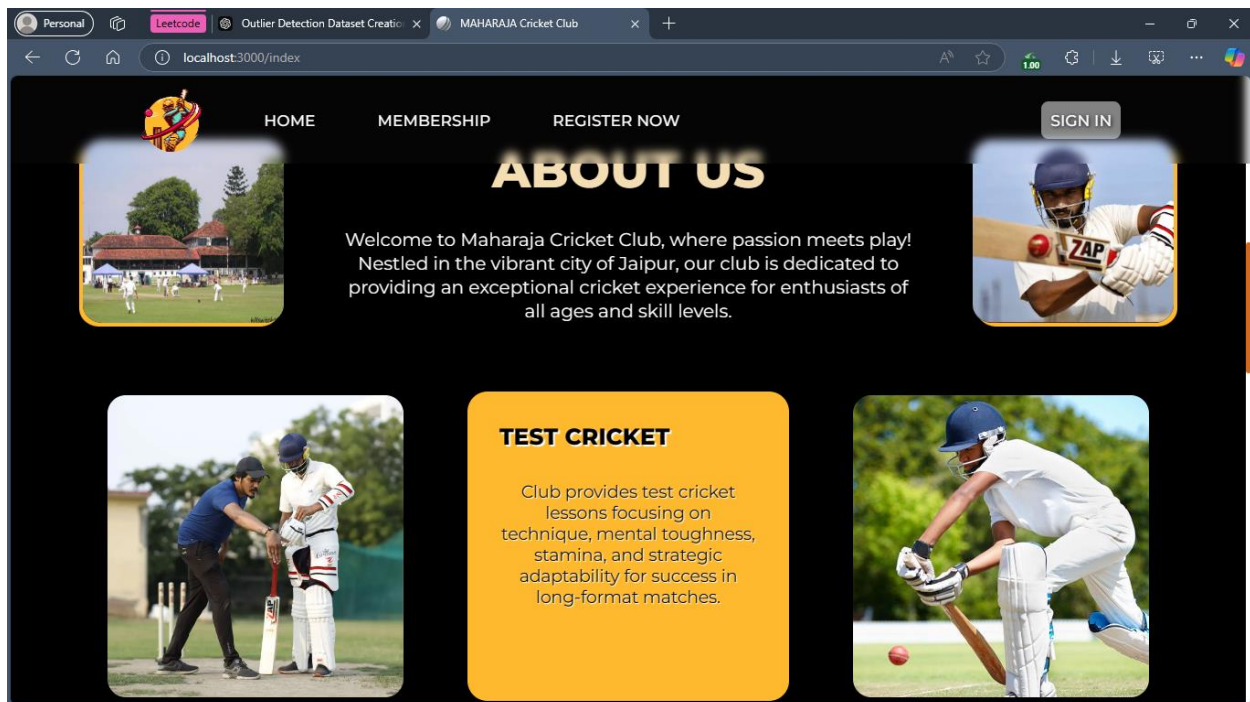 Personal
Leetcode
Outlier Detection Dataset Creatio
MAHARAJA Cricket Club
localhost:3000/index
1.00
HOME
MEMBERSHIP
REGISTER NOW
SIGN IN
ABOUT US
Welcome to Maharaja Cricket Club, where passion meets play!
Nestled in the vibrant city of Jaipur, our club is dedicated to
providing an exceptional cricket experience for enthusiasts of
all ages and skill levels.
ZAP
TEST CRICKET
Club provides test cricket
lessons focusing on
technique, mental toughness,
stamina, and strategic
adaptability for success in
long-format matches.
ZAP